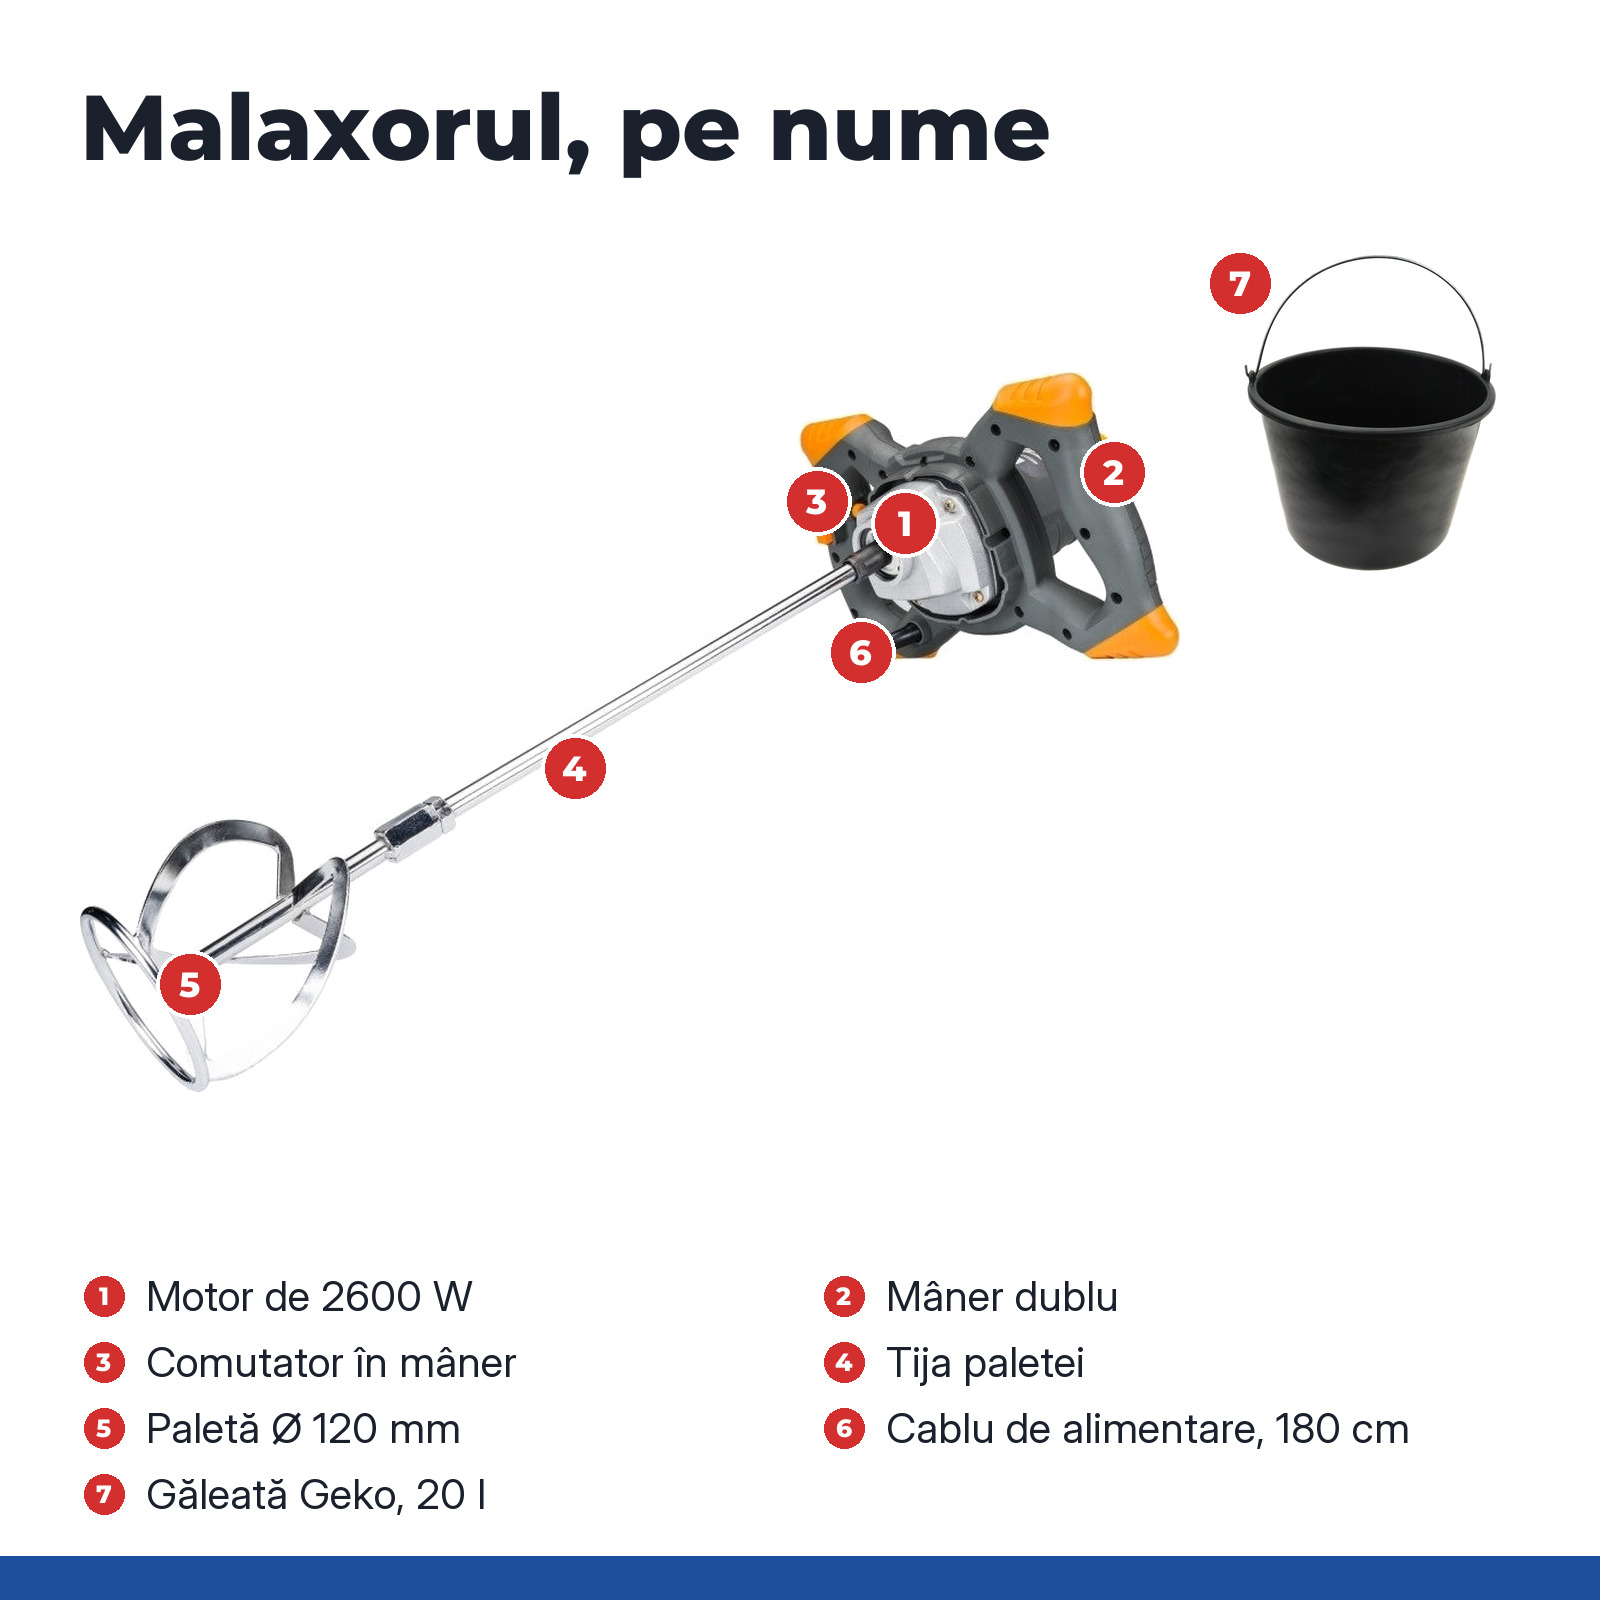 Malaxorul, pe nume
7
2
3
1
6
4
5
1 Motor de 2600 W
2 Mâner dublu
3 Comutator în mâner
4 Tija paletei
5 Paletă Ø 120 mm
6 Cablu de alimentare, 180 cm
7 Găleată Geko, 20 l